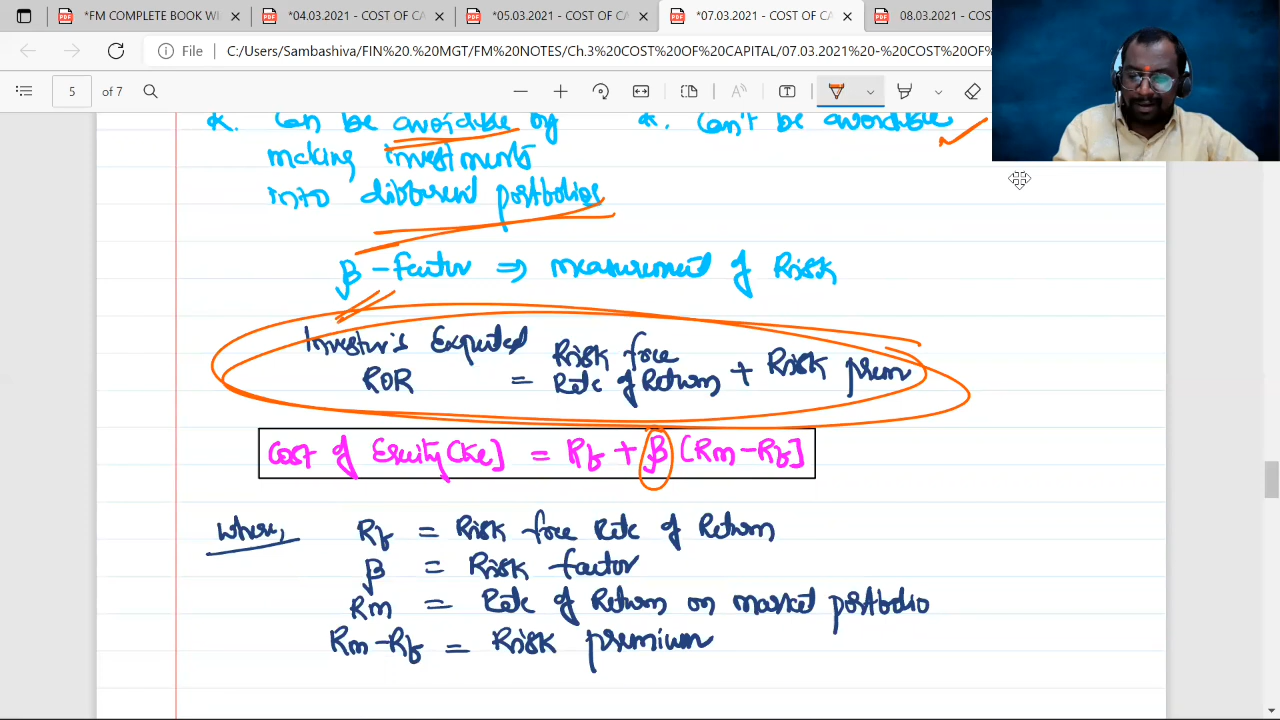 *FM COMPLETE BOOK WI
*04.03.2021 - COST OF CA
*05.03.2021 - COST OF CA
*07.03.2021 - COST OF CA
08.03.2021 - COST
File C:/Users/Sambashiva/FIN%20.%20MGT/FM%20NOTES/Ch.3%20COST%20OF%20CAPITAL/07.03.2021%20-%20COST%20OF%
5 of 7
*. Can be avoidible by
making investments
into different portfolios
*. Can't be avoidible
β - factor ⇒ measurement of Risk
Investor's Expected ROR = Risk free Rate of Return + Risk prem
Cost of Equity (Ke] = Rf + β (Rm - Rf]
where, Rf = Risk free Rate of Return
β = Risk factor
Rm = Rate of Return on market portfolio
Rm - Rf = Risk premium